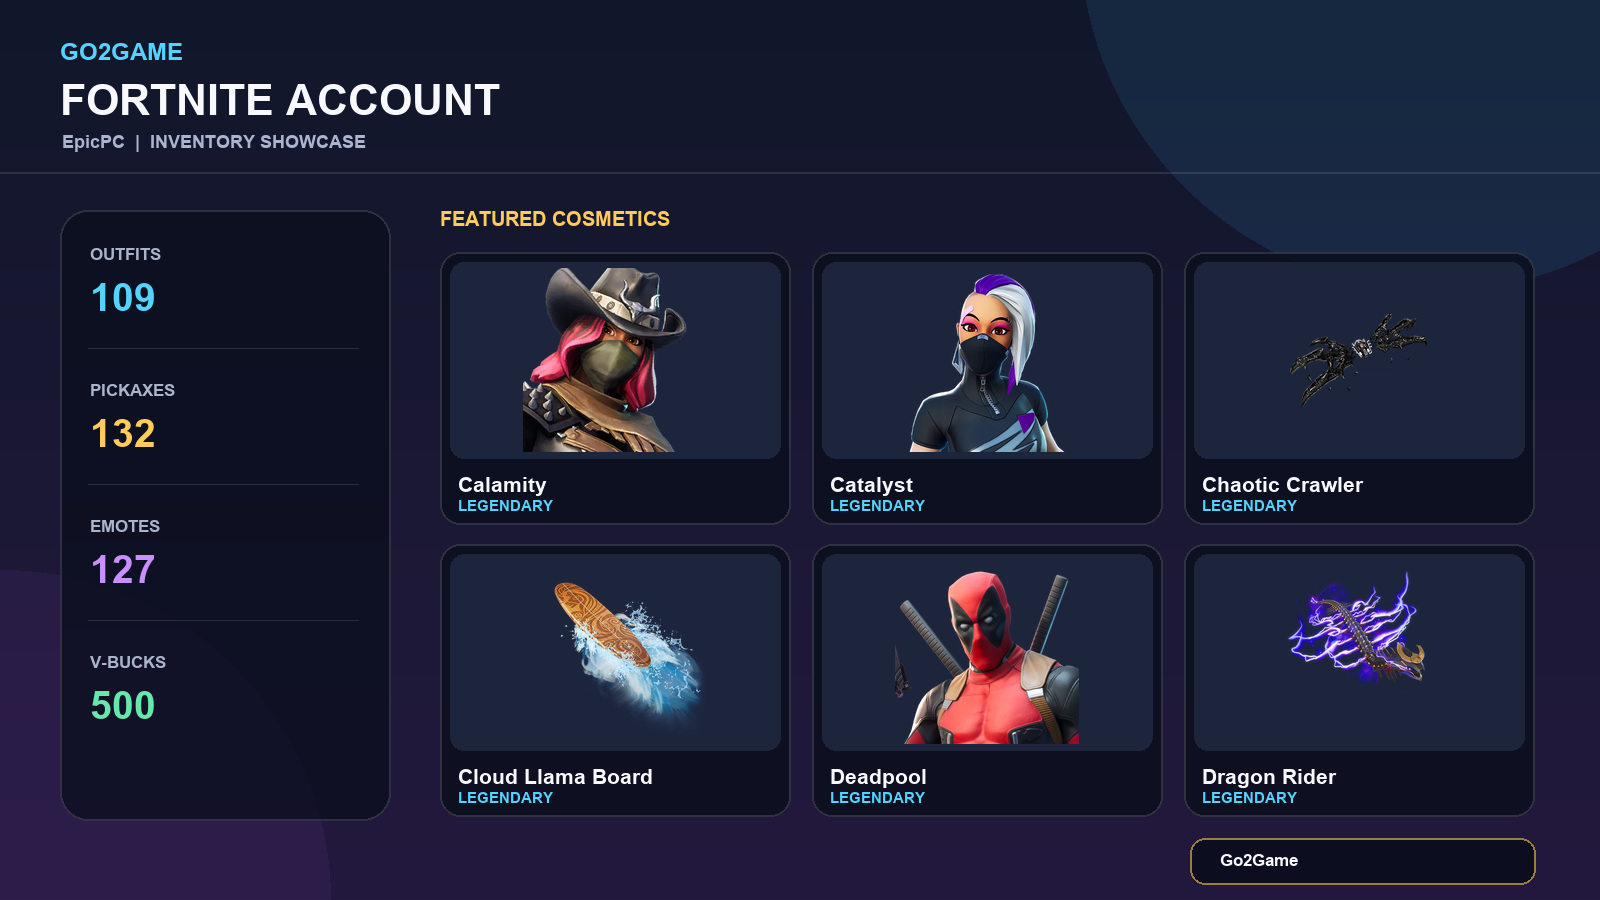 GO2GAME
FORTNITE ACCOUNT
EpicPC | INVENTORY SHOWCASE
OUTFITS
109
PICKAXES
132
EMOTES
127
V-BUCKS
500
FEATURED COSMETICS
Calamity
LEGENDARY
Catalyst
LEGENDARY
Chaotic Crawler
LEGENDARY
Cloud Llama Board
LEGENDARY
Deadpool
LEGENDARY
Dragon Rider
LEGENDARY
Go2Game